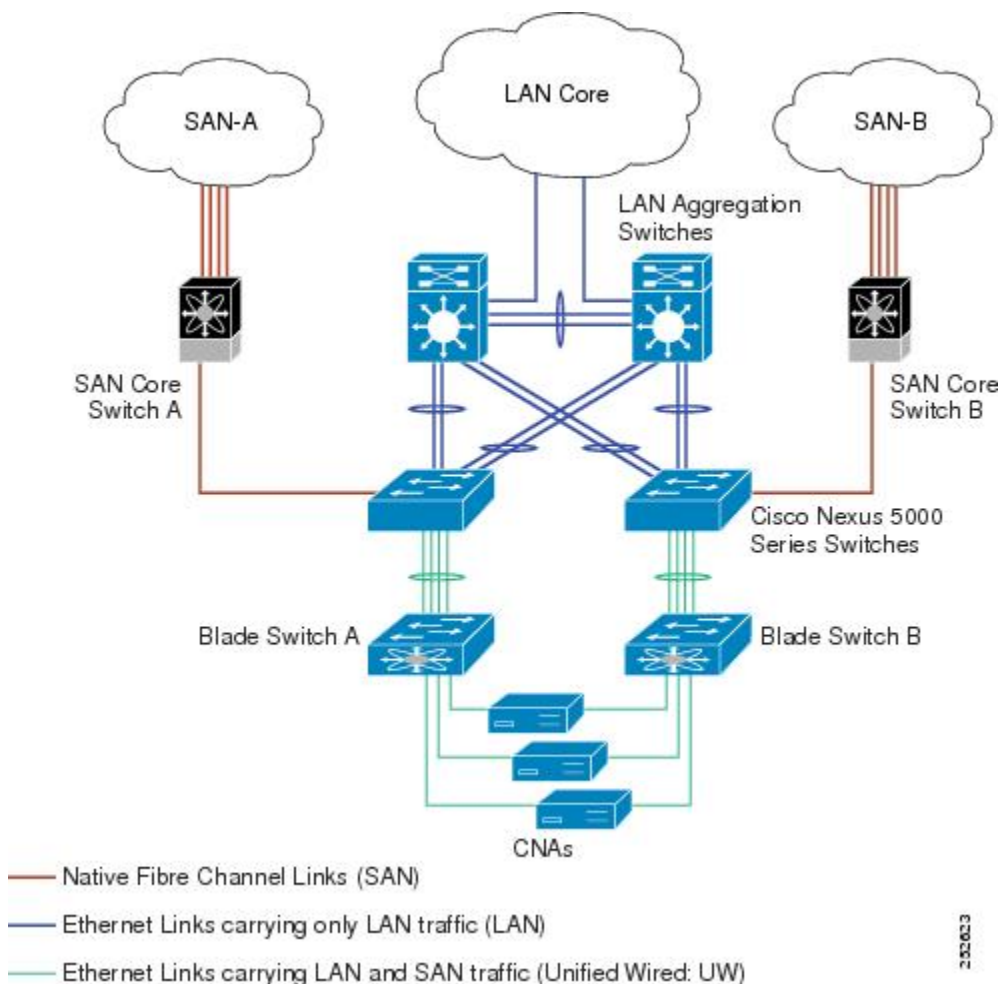 SAN-A
LAN Core
SAN-B
LAN Aggregation
Switches
SAN Core
Switch A
SAN Core
Switch B
Cisco Nexus 5000
Series Switches
Blade Switch A
Blade Switch B
CNAs
Native Fibre Channel Links (SAN)
Ethernet Links carrying only LAN traffic (LAN)
Ethernet Links carrying LAN and SAN traffic (Unified Wired: UW)
252623